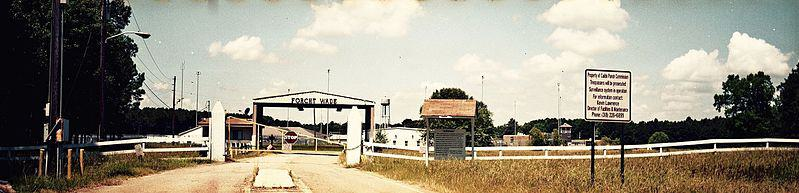 FORCHT WADE
STOP
Property of Caddo Parish Commission
Trespassers will be prosecuted
Surveillance system in operation
For information contact:
Kevin Lawrence
Director of Facilities & Maintenance
Phone: (318) 226-6899